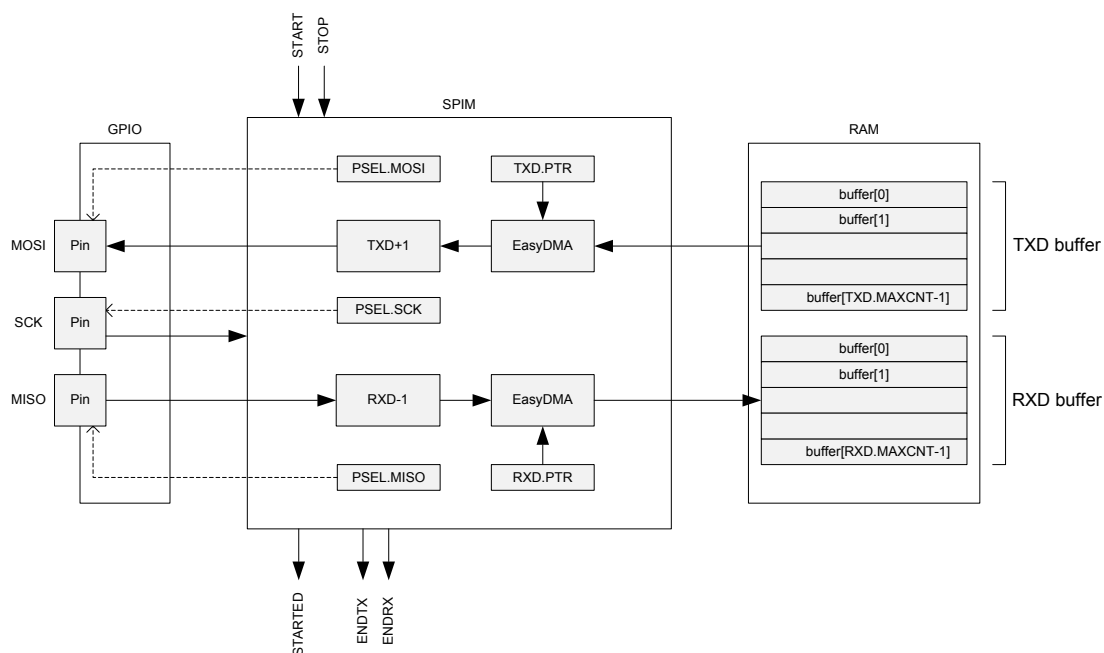 START
STOP
SPIM
GPIO
RAM
PSEL.MOSI
TXD.PTR
buffer[0]
buffer[1]
MOSI
Pin
TXD+1
EasyDMA
TXD buffer
buffer[TXD.MAXCNT-1]
PSEL.SCK
SCK
Pin
buffer[0]
buffer[1]
MISO
Pin
RXD-1
EasyDMA
RXD buffer
buffer[RXD.MAXCNT-1]
PSEL.MISO
RXD.PTR
STARTED
ENDTX
ENDRX